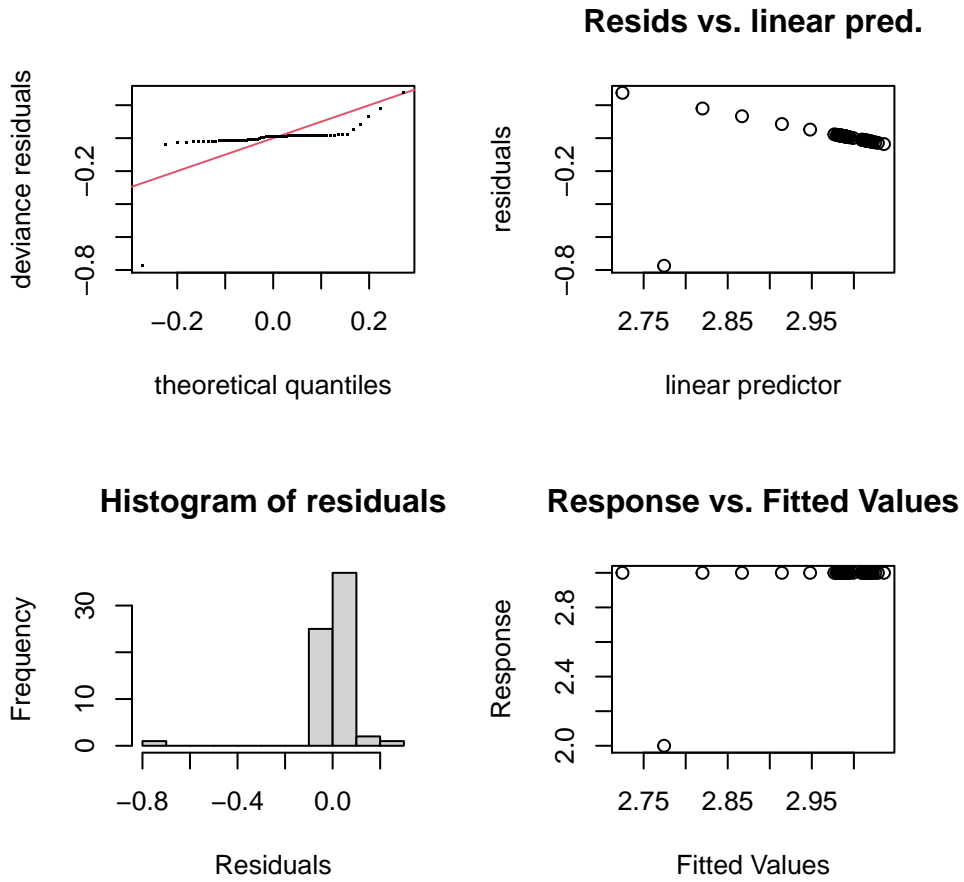 deviance residuals
−0.8
−0.2
−0.2
0.0
0.2
theoretical quantiles
Resids vs. linear pred.
residuals
−0.8
−0.2
2.75
2.85
2.95
linear predictor
Histogram of residuals
Frequency
0
10
30
−0.8
−0.4
0.0
Residuals
Response vs. Fitted Values
Response
2.0
2.4
2.8
2.75
2.85
2.95
Fitted Values